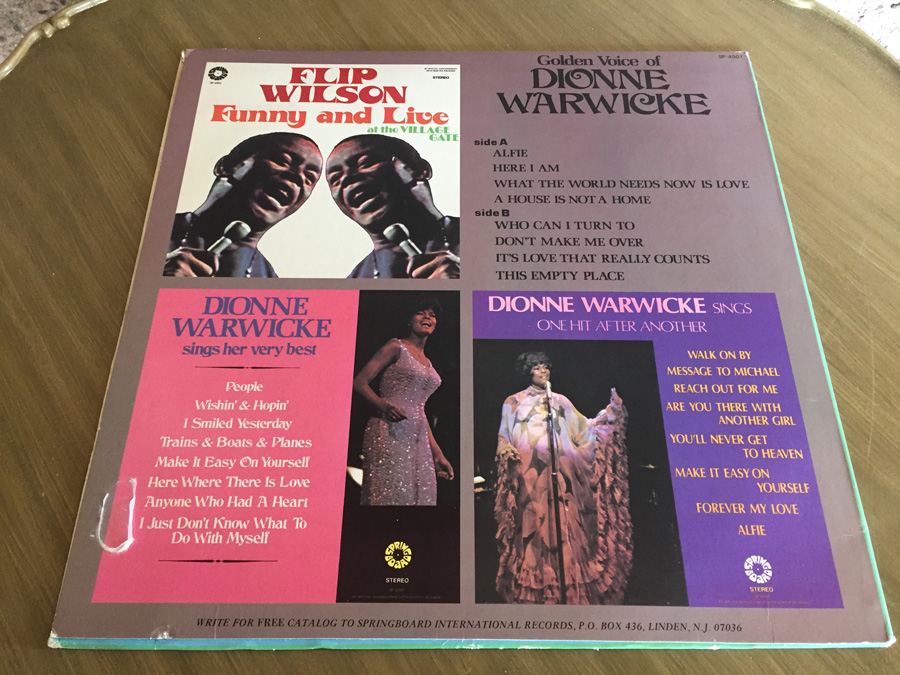 FLIP
WILSON
STEREO
Funny and Live
at the VILLAGE
GATE
Golden Voice of
DIONNE
WARWICKE
SP-4001
side A
ALFIE
HERE I AM
WHAT THE WORLD NEEDS NOW IS LOVE
A HOUSE IS NOT A HOME
side B
WHO CAN I TURN TO
DON'T MAKE ME OVER
IT'S LOVE THAT REALLY COUNTS
THIS EMPTY PLACE
DIONNE
WARWICKE
sings her very best
People
Wishin' & Hopin'
I Smiled Yesterday
Trains & Boats & Planes
Make It Easy On Yourself
Here Where There Is Love
Anyone Who Had A Heart
I Just Don't Know What To
Do With Myself
SPRING
BOARD
STEREO
DIONNE WARWICKE SINGS
ONE HIT AFTER ANOTHER
WALK ON BY
MESSAGE TO MICHAEL
REACH OUT FOR ME
ARE YOU THERE WITH
ANOTHER GIRL
YOU'LL NEVER GET
TO HEAVEN
MAKE IT EASY ON
YOURSELF
FOREVER MY LOVE
ALFIE
SPRING
BOARD
STEREO
WRITE FOR FREE CATALOG TO SPRINGBOARD INTERNATIONAL RECORDS, P.O. BOX 436, LINDEN, N.J. 07036